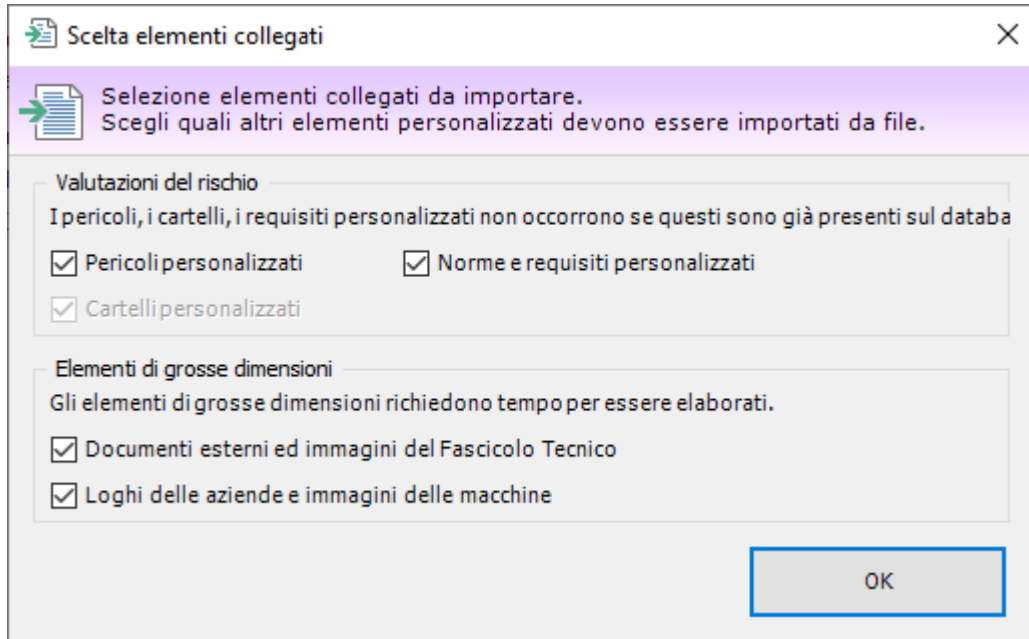 Scelta elementi collegati
Selezione elementi collegati da importare.
Scegli quali altri elementi personalizzati devono essere importati da file.
Valutazioni del rischio
I pericoli, i cartelli, i requisiti personalizzati non occorrono se questi sono già presenti sul databa
Pericoli personalizzati
Norme e requisiti personalizzati
Cartelli personalizzati
Elementi di grosse dimensioni
Gli elementi di grosse dimensioni richiedono tempo per essere elaborati.
Documenti esterni ed immagini del Fascicolo Tecnico
Loghi delle aziende e immagini delle macchine
OK